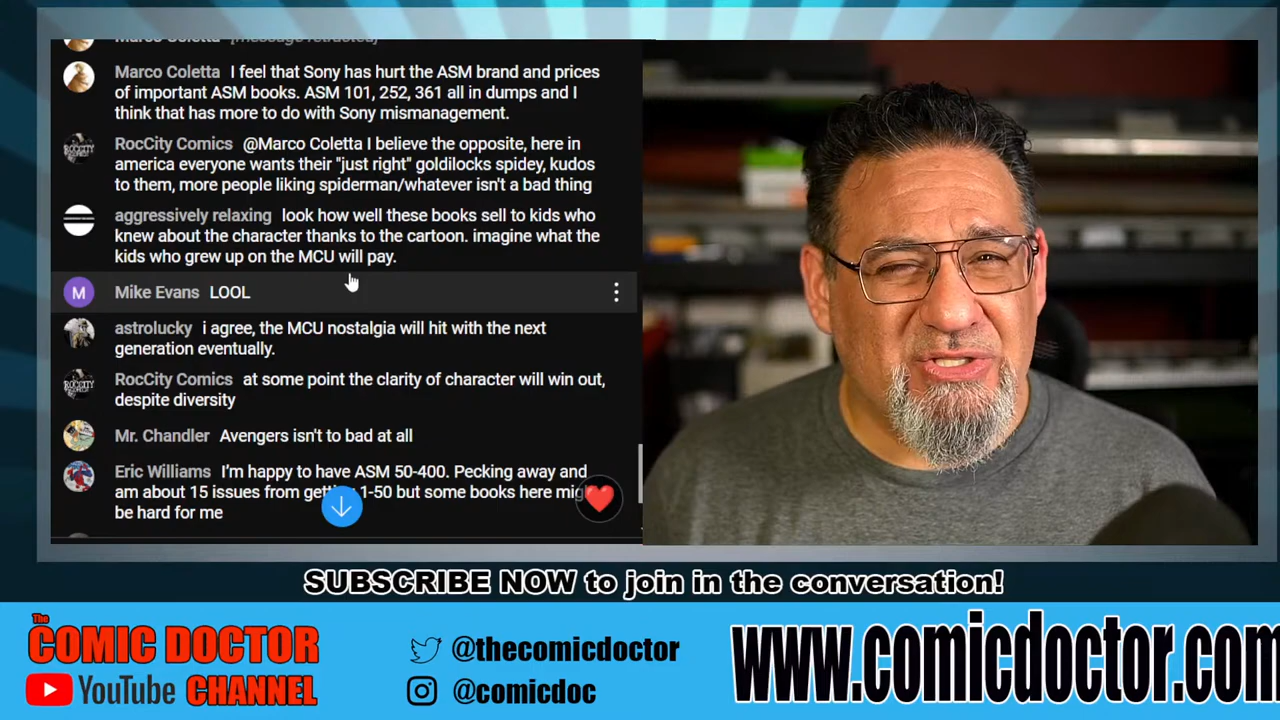 Marco Coletta [message retracted]
Marco Coletta I feel that Sony has hurt the ASM brand and prices
of important ASM books. ASM 101, 252, 361 all in dumps and I
think that has more to do with Sony mismanagement.
RocCity Comics @Marco Coletta I believe the opposite, here in
america everyone wants their "just right" goldilocks spidey, kudos
to them, more people liking spiderman/whatever isn't a bad thing
aggressively relaxing look how well these books sell to kids who
knew about the character thanks to the cartoon. imagine what the
kids who grew up on the MCU will pay.
M Mike Evans LOOL
astrolucky i agree, the MCU nostalgia will hit with the next
generation eventually.
RocCity Comics at some point the clarity of character will win out,
despite diversity
Mr. Chandler Avengers isn't to bad at all
Eric Williams I'm happy to have ASM 50-400. Pecking away and
am about 15 issues from 1-50 but some books here
be hard for me
SUBSCRIBE NOW to join in the conversation!
The
COMIC DOCTOR
YouTube CHANNEL
@thecomicdoctor
@comicdoc
www.comicdoctor.com